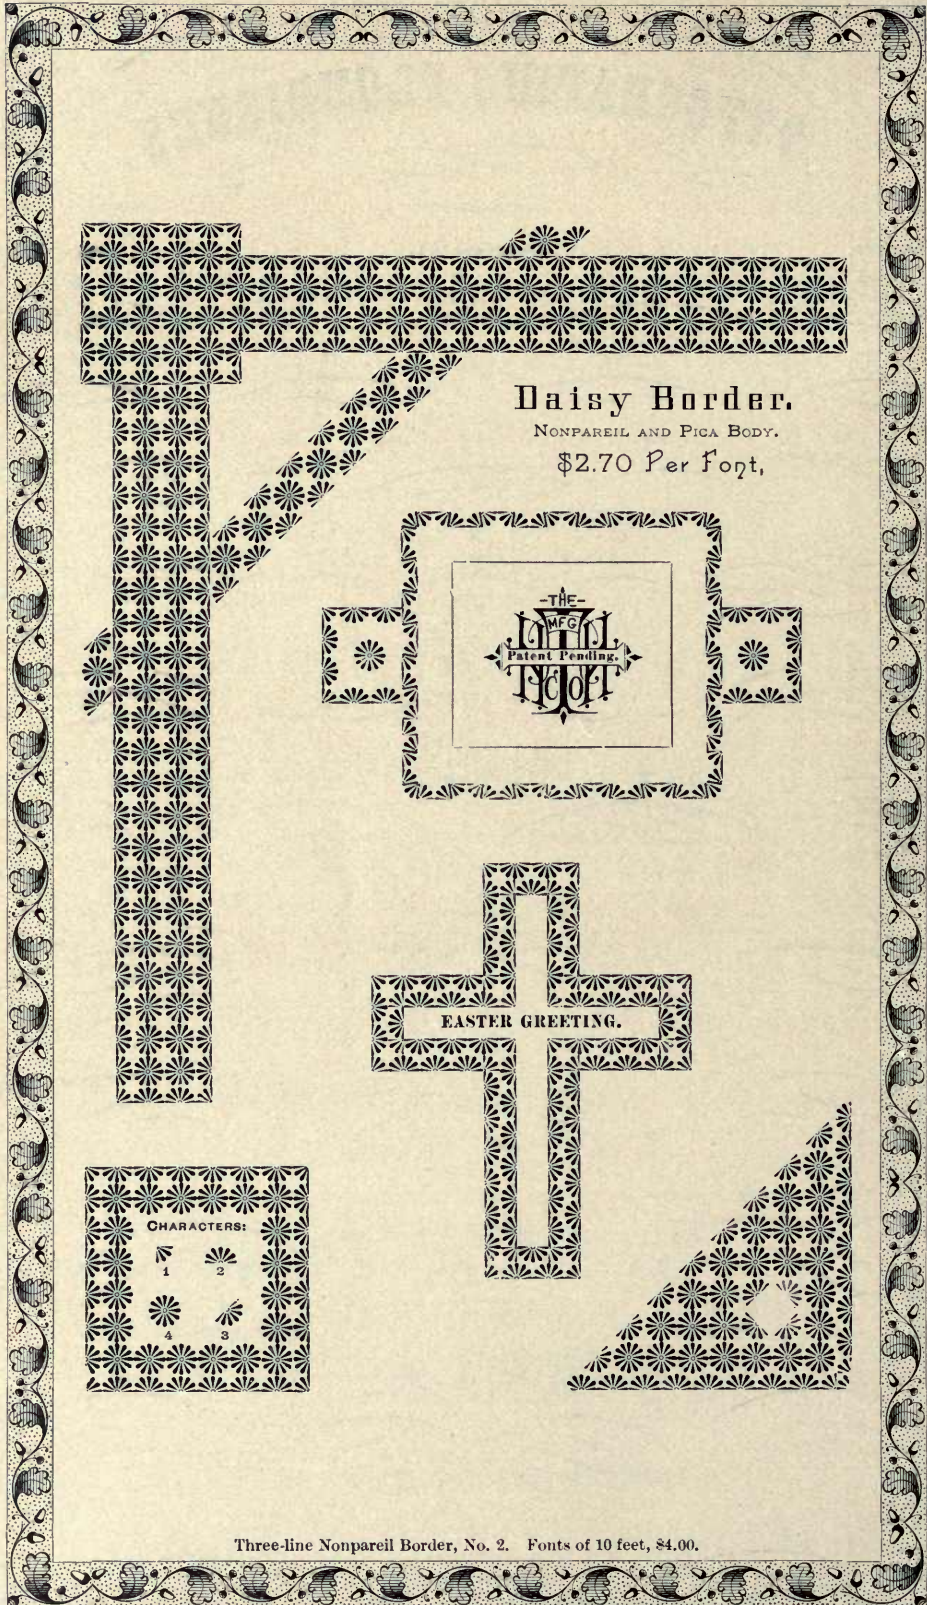 Daisy Border.
Nonpareil and Pica Body.
$2.70 Per Font,
-THE-
MFG
Patent Pending.
Co
EASTER GREETING.
Characters:
1 2
4 3
Three-line Nonpareil Border, No. 2. Fonts of 10 feet, $4.00.